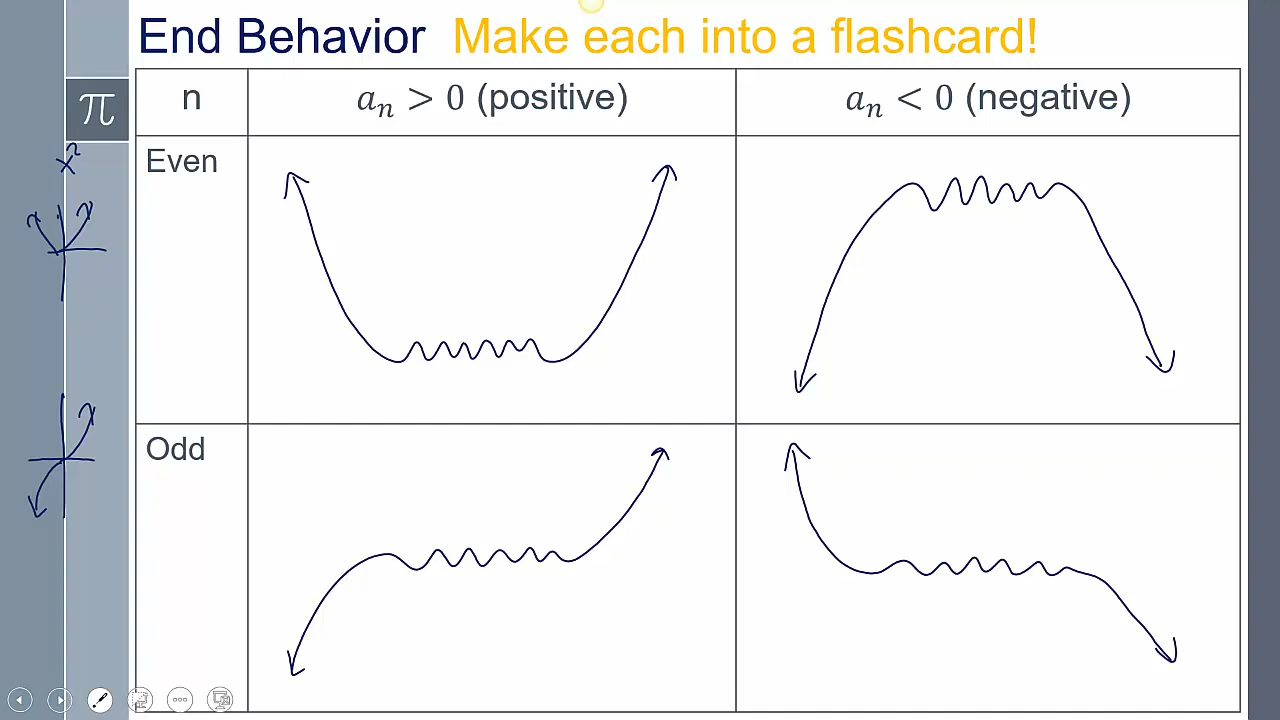 End Behavior Make each into a flashcard!
π
n
aₙ > 0 (positive)
aₙ < 0 (negative)
x²
Even
Odd